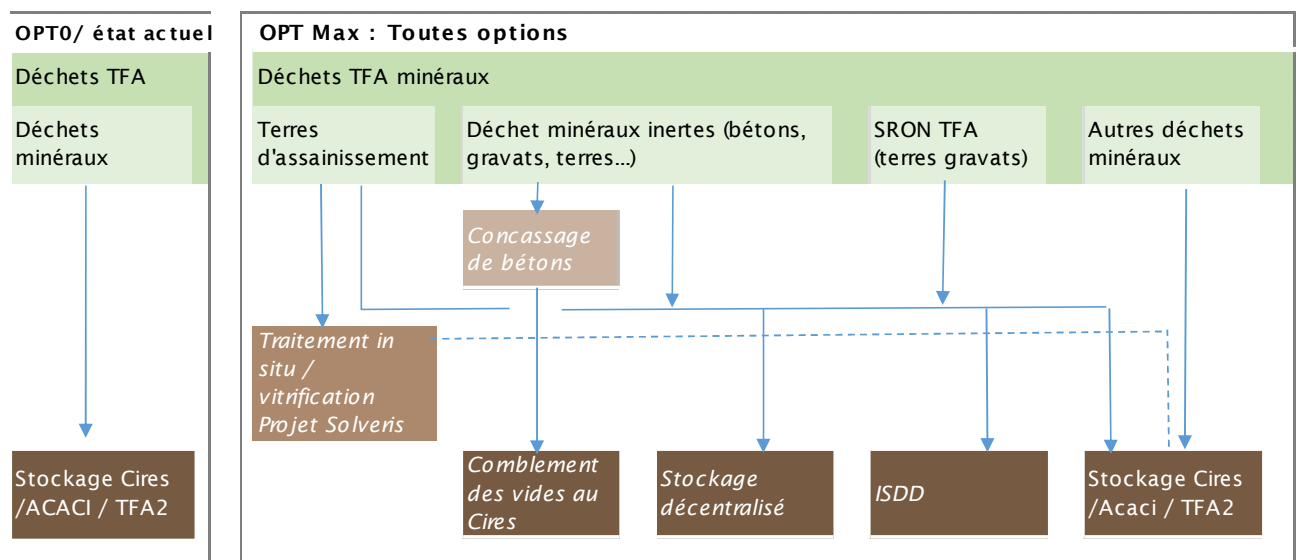 OPT0/ état actuel
Déchets TFA
Déchets
minéraux
Stockage Cires
/ACACI / TFA2
OPT Max : Toutes options
Déchets TFA minéraux
Terres
d'assainissement
Déchet minéraux inertes (bétons,
gravats, terres...)
SRON TFA
(terres gravats)
Autres déchets
minéraux
Concassage
de bétons
Traitement in
situ /
vitrification
Projet Solveris
Comblement
des vides au
Cires
Stockage
décentralisé
ISDD
Stockage Cires
/Acaci / TFA2